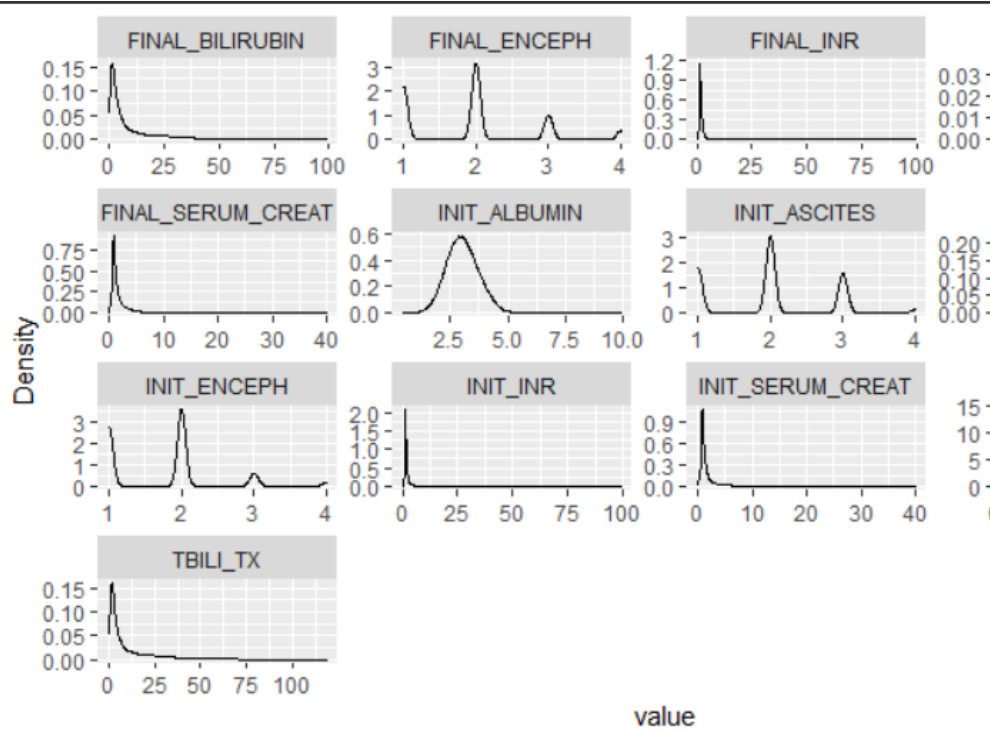 FINAL_BILIRUBIN FINAL_ENCEPH FINAL_INR
0.15 3 1.2
0.10 2 0.9 0.03
0.05 1 0.6 0.02
0.00 0 0.3 0.01
0.0 0.00
0 25 50 75 100 1 2 3 4 0 25 50 75 100
FINAL_SERUM_CREAT INIT_ALBUMIN INIT_ASCITES
0.75 0.6 3 0.20
0.50 0.4 2 0.15
0.25 0.2 1 0.10
0.00 0.0 0 0.05
0.00
0 10 20 30 40 2.5 5.0 7.5 10.0 1 2 3 4
Density
INIT_ENCEPH INIT_INR INIT_SERUM_CREAT
3 2.0 0.9 15
2 1.5 0.6 10
1 1.0 0.3 5
0 0.5 0.0 0
0.0
1 2 3 4 0 25 50 75 100 0 10 20 30 40
TBILI_TX
0.15
0.10
0.05
0.00
0 25 50 75 100
value